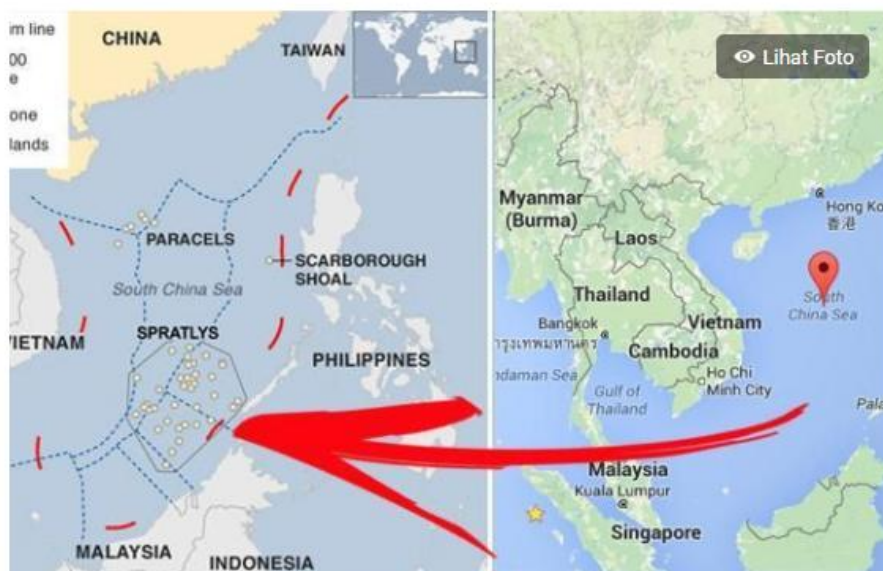 im line
CHINA
TAIWAN
00
e
one
lands
PARACELS
SCARBOROUGH
SHOAL
South China Sea
SPRATLYS
VIETNAM
PHILIPPINES
MALAYSIA
INDONESIA
Lihat Foto
Myanmar
(Burma)
Hong Ko
香港
Laos
South
China Sea
Thailand
Bangkok
Vietnam
Cambodia
Ho Chi
Minh City
ndaman Sea
Gulf of
Thailand
Pala
Malaysia
Kuala Lumpur
Singapore